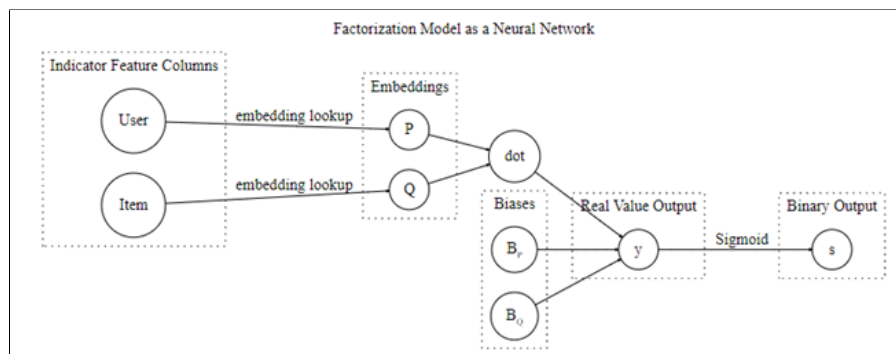 Factorization Model as a Neural Network
Indicator Feature Columns
User
Item
embedding lookup
embedding lookup
Embeddings
P
Q
dot
Biases
B_P
B_Q
Real Value Output
y
Sigmoid
Binary Output
s